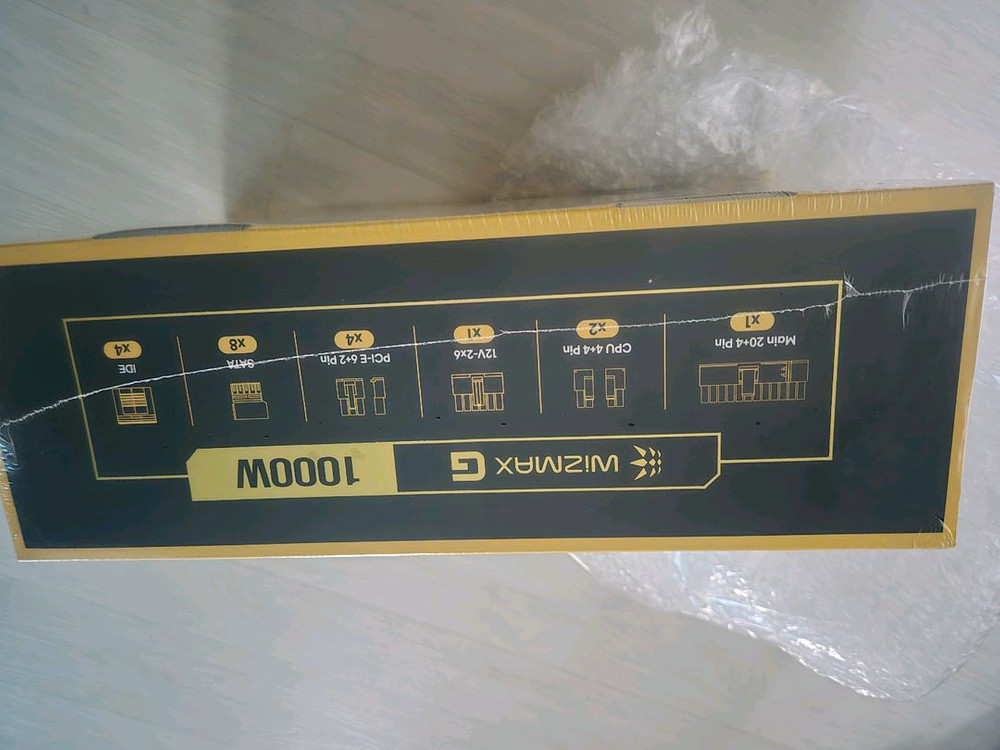 WiZMAX G 1000W
Main 20+4 Pin
x1
CPU 4+4 Pin
x2
12V-2x6
x1
PCI-E 6+2 Pin
x4
SATA
x8
IDE
x4